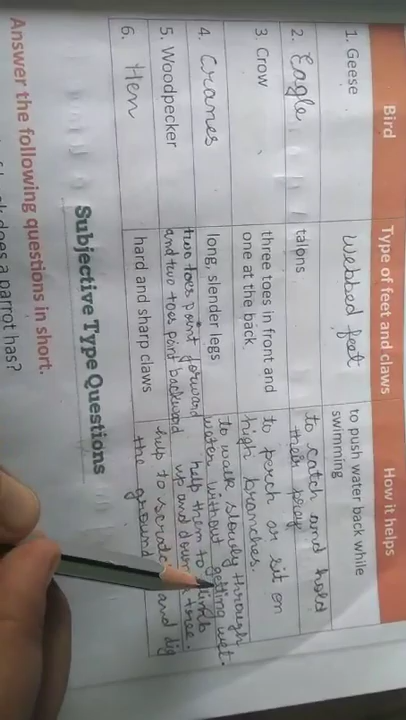 Bird Type of feet and claws How it helps
1. Geese webbed feet to push water back while
swimming
2. Eagle talons to catch and hold
their prey
3. Crow three toes in front and to perch or sit on
one at the back high branches.
4. Cranes long, slender legs to walk slowly through
water without getting wet.
5. Woodpecker two toes point forward help them to climb
and two toes point backward up and down a tree.
6. Hen hard and sharp claws help to scratch and dig
the ground
Subjective Type Questions
Answer the following questions in short.
does a parrot has?